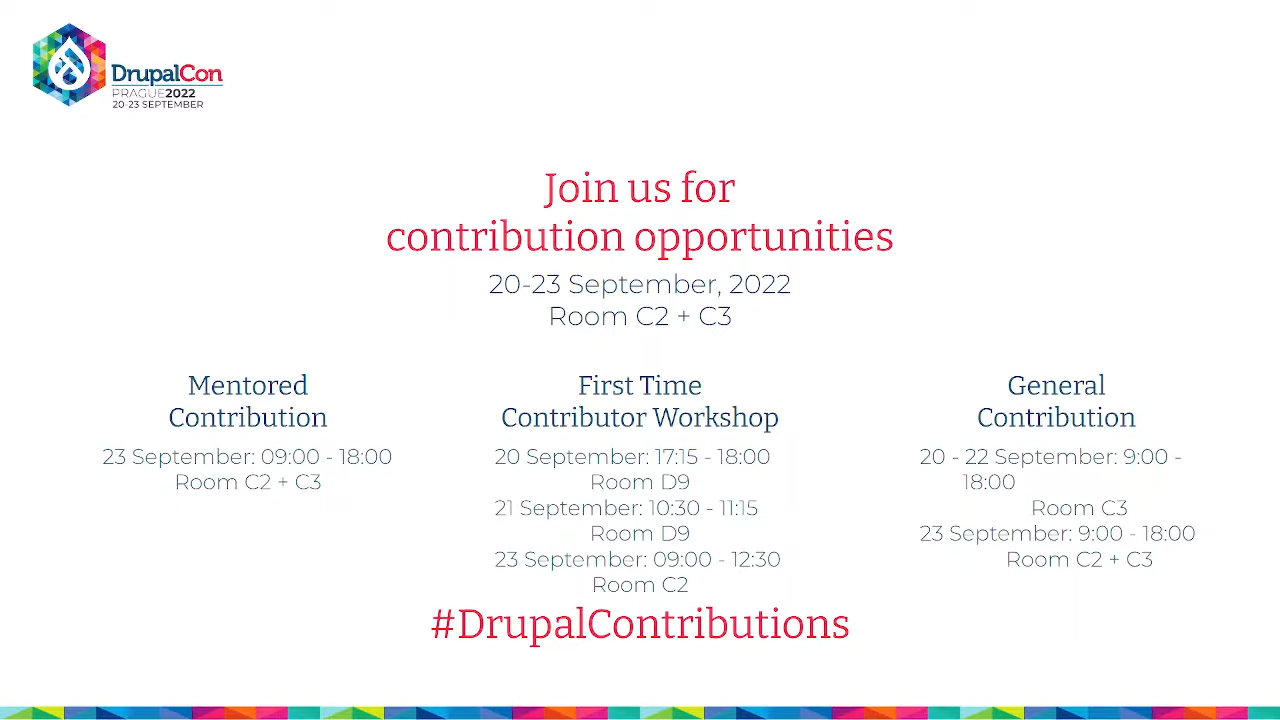 DrupalCon
PRAGUE2022
20-23 SEPTEMBER
Join us for
contribution opportunities
20-23 September, 2022
Room C2 + C3
Mentored
Contribution
23 September: 09:00 - 18:00
Room C2 + C3
First Time
Contributor Workshop
20 September: 17:15 - 18:00
Room D9
21 September: 10:30 - 11:15
Room D9
23 September: 09:00 - 12:30
Room C2
General
Contribution
20 - 22 September: 9:00 -
18:00
Room C3
23 September: 9:00 - 18:00
Room C2 + C3
#DrupalContributions